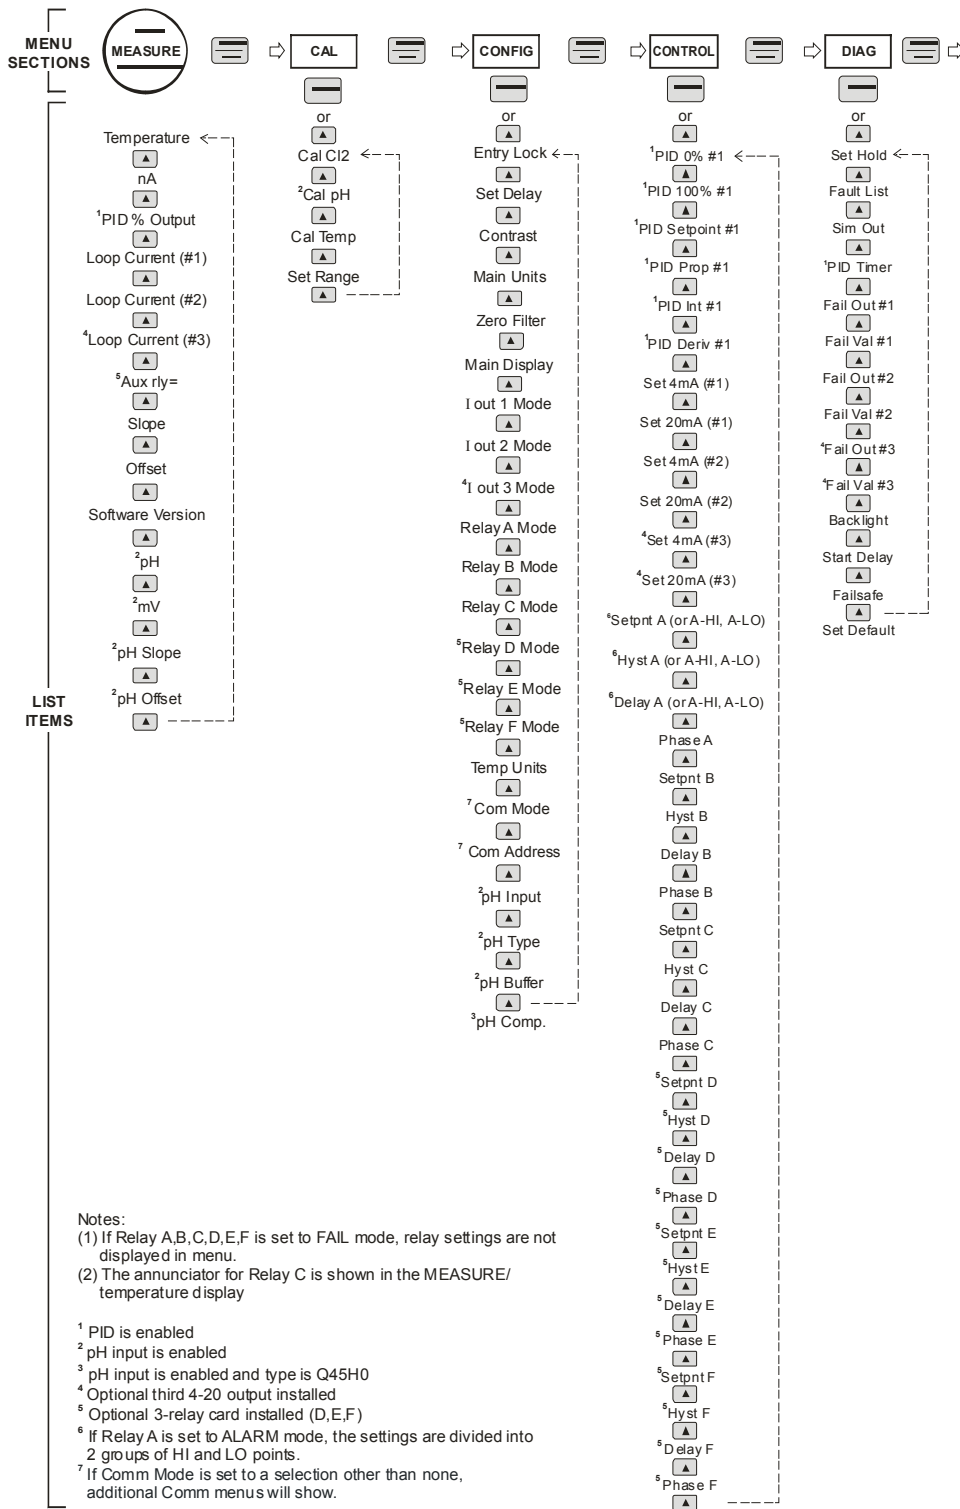 MENU
SECTIONS
MEASURE
CAL
CONFIG
CONTROL
DIAG
LIST
ITEMS
Temperature
nA
¹PID % Output
Loop Current (#1)
Loop Current (#2)
⁴Loop Current (#3)
⁵Aux rly=
Slope
Offset
Software Version
²pH
²mV
²pH Slope
²pH Offset
or
Cal Cl2
²Cal pH
Cal Temp
Set Range
or
Entry Lock
Set Delay
Contrast
Main Units
Zero Filter
Main Display
I out 1 Mode
I out 2 Mode
⁴I out 3 Mode
Relay A Mode
Relay B Mode
Relay C Mode
⁵Relay D Mode
⁵Relay E Mode
⁵Relay F Mode
Temp Units
⁷Com Mode
⁷ Com Address
²pH Input
²pH Type
²pH Buffer
³pH Comp.
or
¹PID 0% #1
¹PID 100% #1
¹PID Setpoint #1
¹PID Prop #1
¹PID Int #1
¹PID Deriv #1
Set 4mA (#1)
Set 20mA (#1)
Set 4mA (#2)
Set 20mA (#2)
⁴Set 4mA (#3)
⁴Set 20mA (#3)
⁶Setpnt A (or A-HI, A-LO)
⁶Hyst A (or A-HI, A-LO)
⁶Delay A (or A-HI, A-LO)
Phase A
Setpnt B
Hyst B
Delay B
Phase B
Setpnt C
Hyst C
Delay C
Phase C
⁵Setpnt D
⁵Hyst D
⁵Delay D
⁵Phase D
⁵Setpnt E
⁵Hyst E
⁵Delay E
⁵Phase E
⁵Setpnt F
⁵Hyst F
⁵Delay F
⁵Phase F
or
Set Hold
Fault List
Sim Out
¹PID Timer
Fail Out #1
Fail Val #1
Fail Out #2
Fail Val #2
⁴Fail Out #3
⁴Fail Val #3
Backlight
Start Delay
Failsafe
Set Default
Notes:
(1) If Relay A,B,C,D,E,F is set to FAIL mode, relay settings are not
displayed in menu.
(2) The annunciator for Relay C is shown in the MEASURE/
temperature display
¹ PID is enabled
² pH input is enabled
³ pH input is enabled and type is Q45H0
⁴ Optional third 4-20 output installed
⁵ Optional 3-relay card installed (D,E,F)
⁶ If Relay A is set to ALARM mode, the settings are divided into
2 groups of HI and LO points.
⁷ If Comm Mode is set to a selection other than none,
additional Comm menus will show.